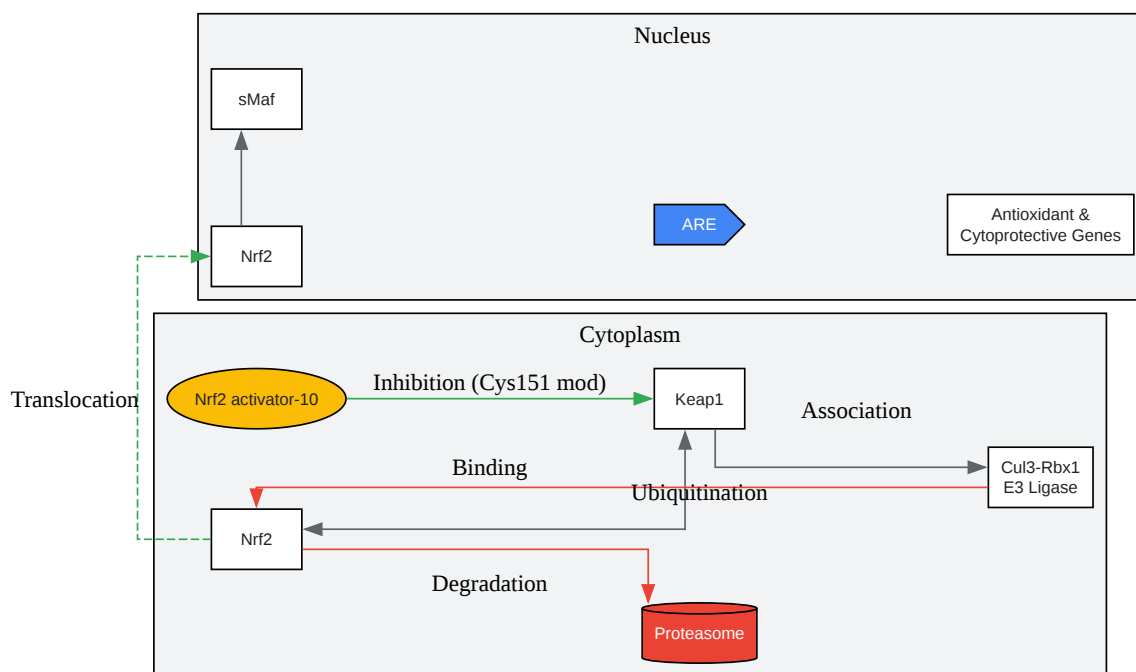 Nucleus
sMaf
ARE
Antioxidant &
Cytoprotective Genes
Nrf2
Cytoplasm
Translocation
Nrf2 activator-10
Inhibition (Cys151 mod)
Keap1
Association
Binding
Cul3-Rbx1
E3 Ligase
Ubiquitination
Nrf2
Degradation
Proteasome